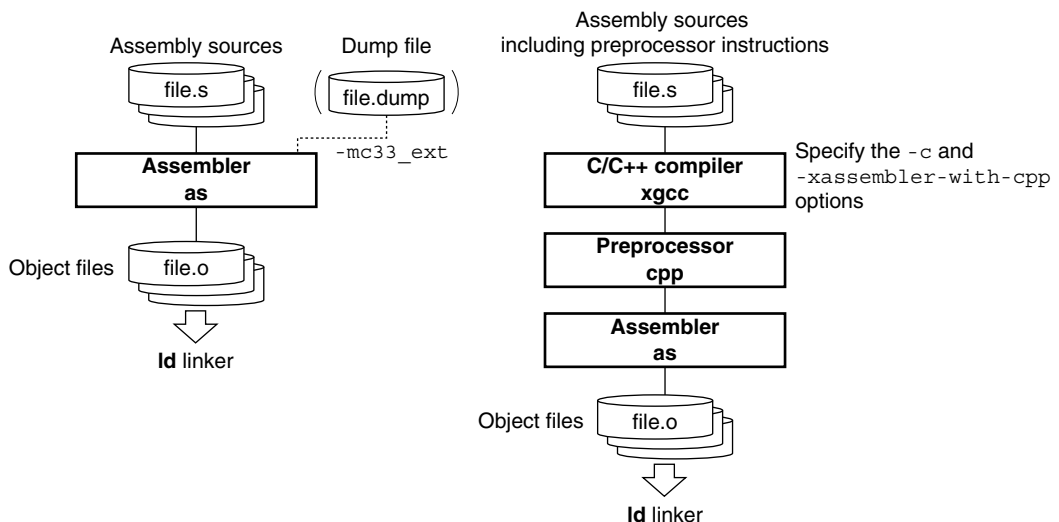 Assembly sources
Dump file
file.s
file.dump
-mc33_ext
Assembler
as
Object files
file.o
ld linker
Assembly sources
including preprocessor instructions
file.s
C/C++ compiler
xgcc
Specify the -c and
-xassembler-with-cpp
options
Preprocessor
cpp
Assembler
as
Object files
file.o
ld linker